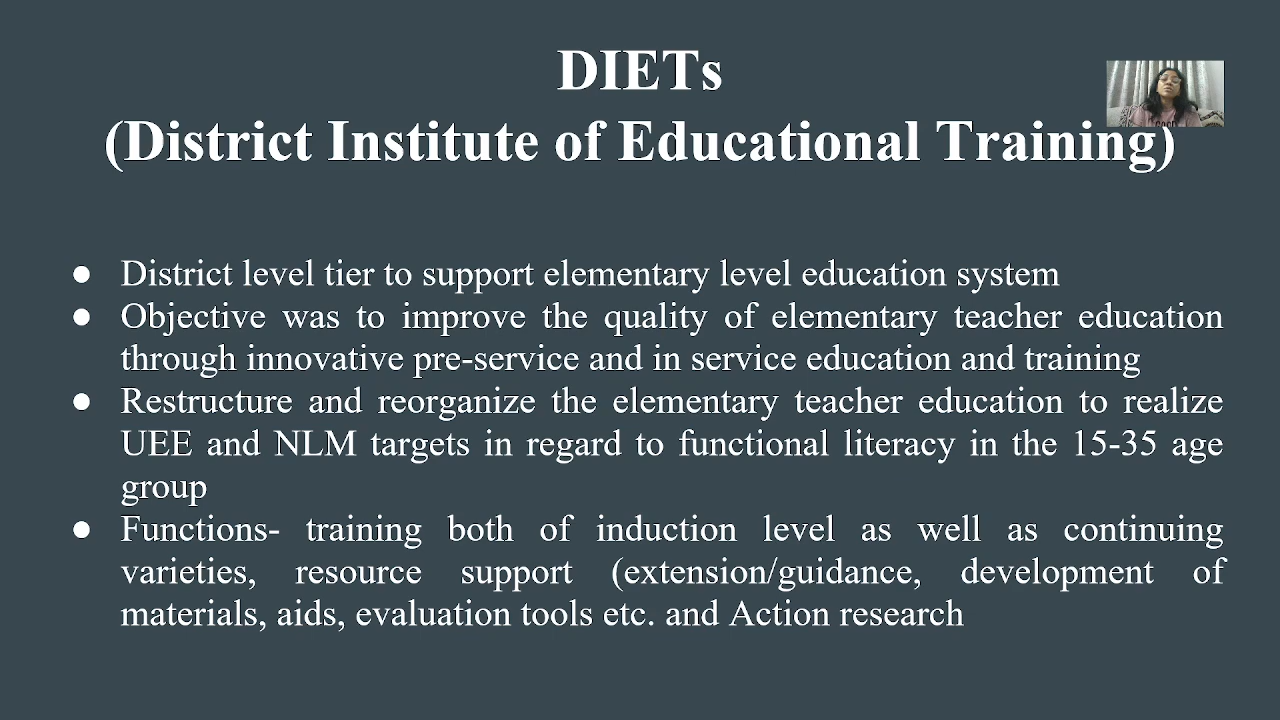 DIETs
(District Institute of Educational Training)
● District level tier to support elementary level education system
● Objective was to improve the quality of elementary teacher education
through innovative pre-service and in service education and training
● Restructure and reorganize the elementary teacher education to realize
UEE and NLM targets in regard to functional literacy in the 15-35 age
group
● Functions- training both of induction level as well as continuing
varieties, resource support (extension/guidance, development of
materials, aids, evaluation tools etc. and Action research